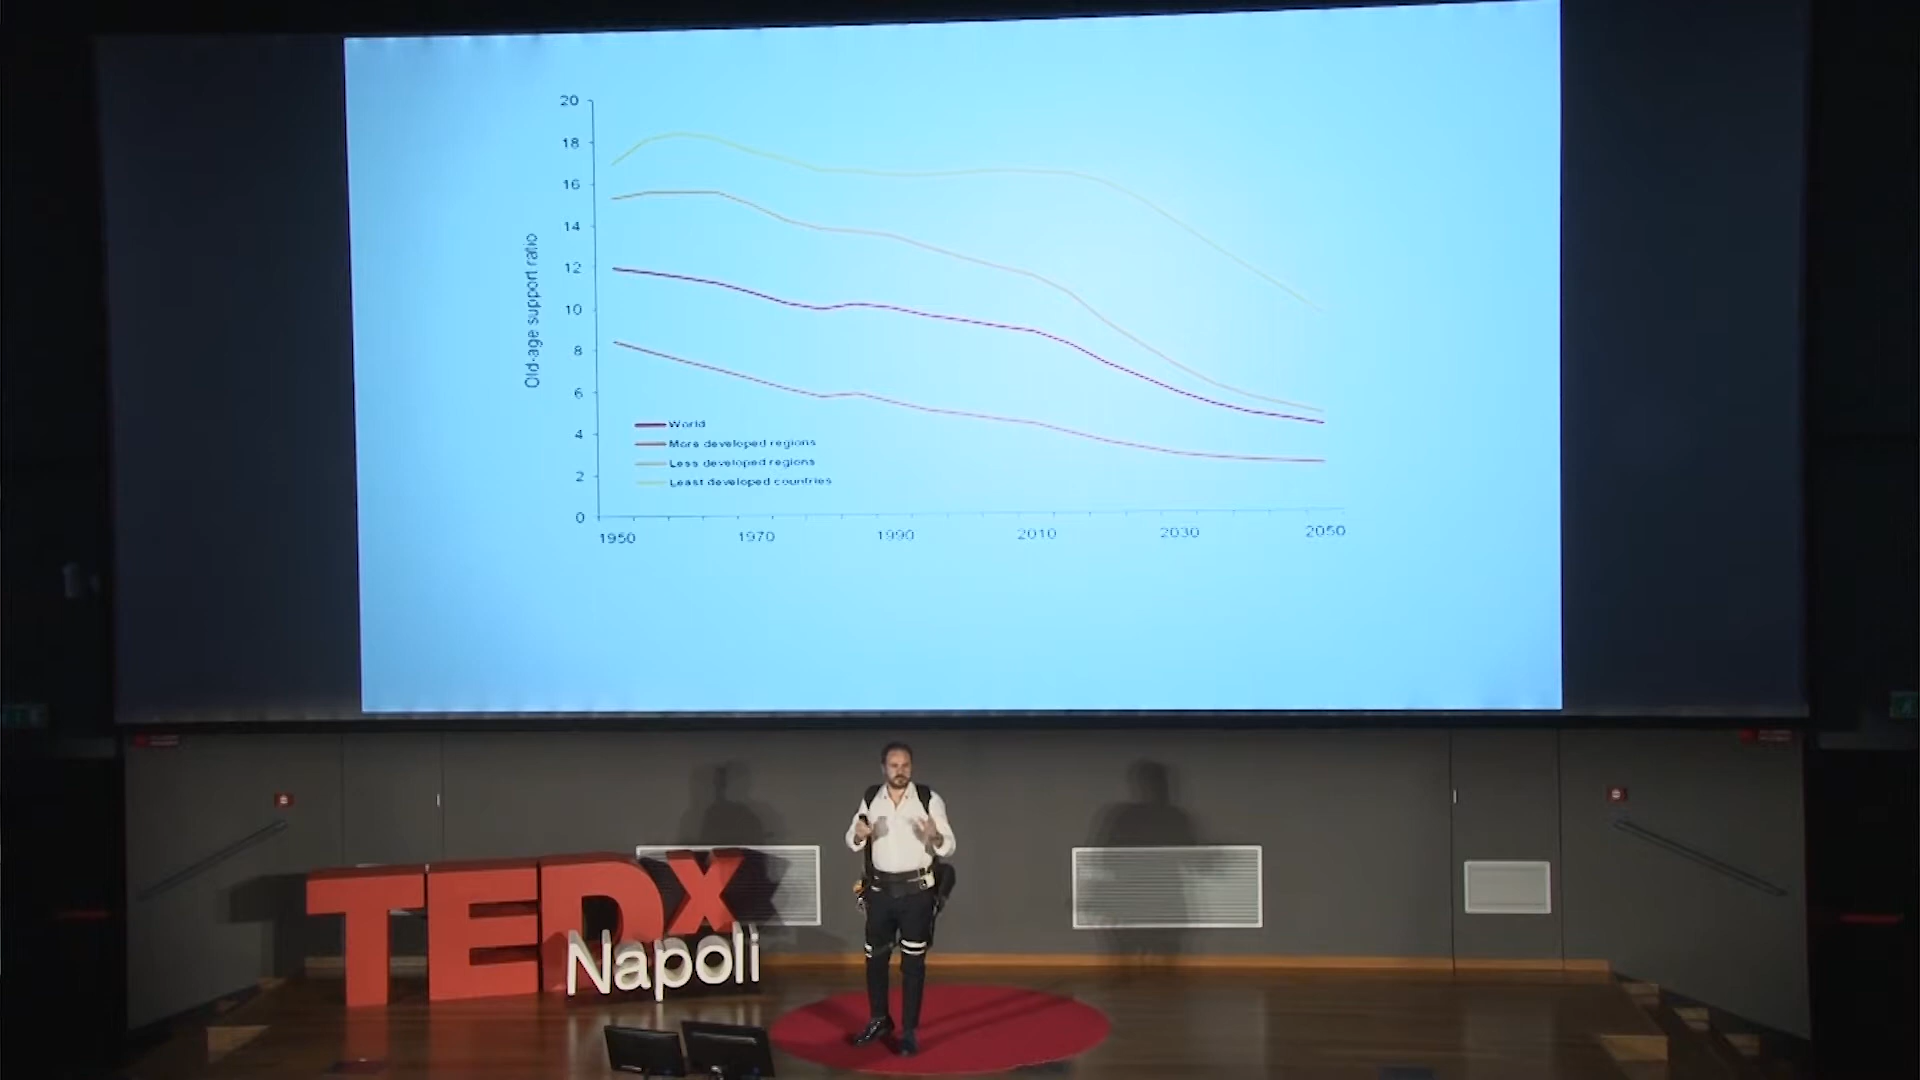 20
18
16
14
12
10
8
6
4
2
0
Old-age support ratio
World
More developed regions
Less developed regions
Least developed countries
1950 1970 1990 2010 2030 2050
TEDx
Napoli